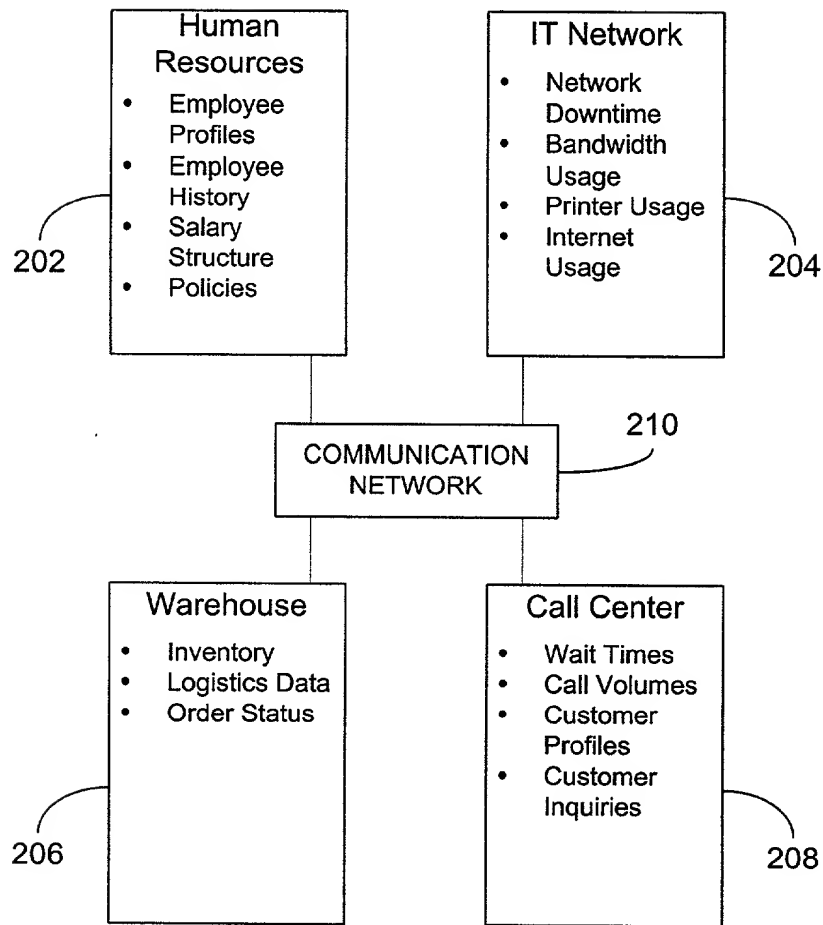 Human
Resources
• Employee
Profiles
• Employee
History
• Salary
Structure
• Policies
202
IT Network
• Network
Downtime
• Bandwidth
Usage
• Printer Usage
• Internet
Usage
204
COMMUNICATION
NETWORK
210
Warehouse
• Inventory
• Logistics Data
• Order Status
206
Call Center
• Wait Times
• Call Volumes
• Customer
Profiles
• Customer
Inquiries
208